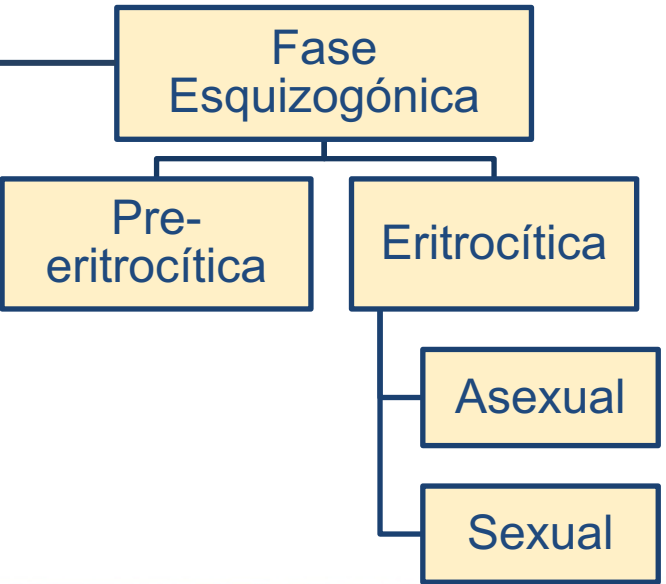 Fase
Esquizogónica
Pre-
eritrocítica
Eritrocítica
Asexual
Sexual